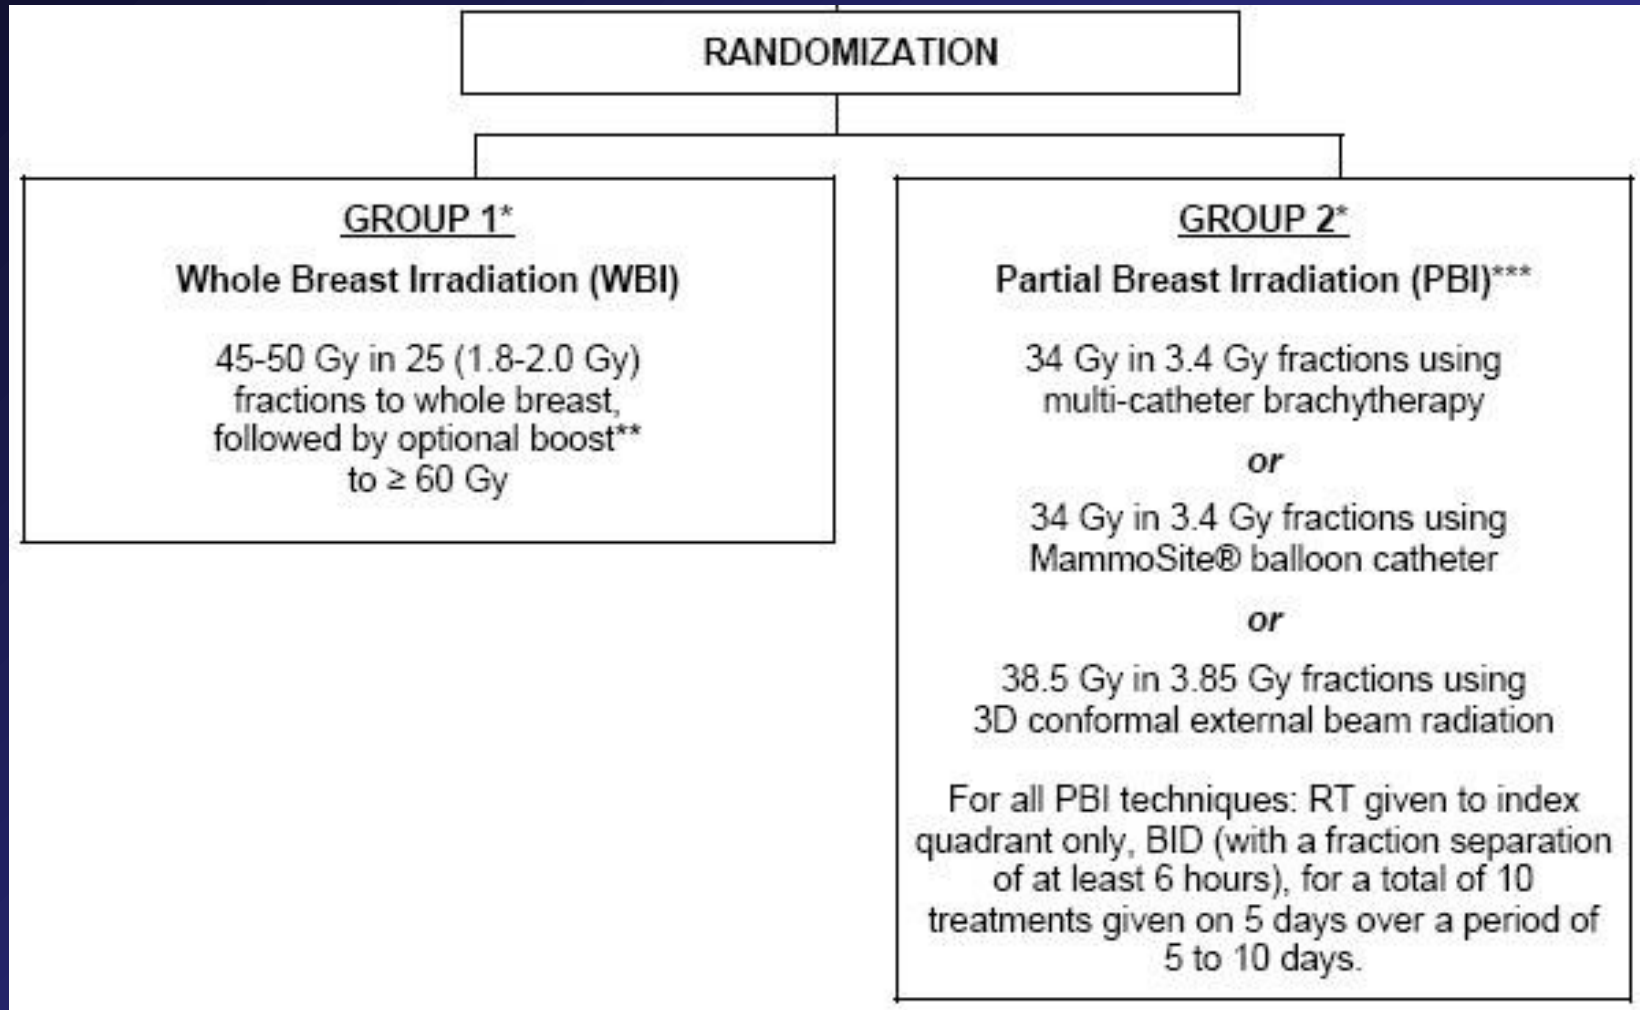 RANDOMIZATION
GROUP 1*
Whole Breast Irradiation (WBI)
45-50 Gy in 25 (1.8-2.0 Gy)
fractions to whole breast,
followed by optional boost**
to ≥ 60 Gy
GROUP 2*
Partial Breast Irradiation (PBI)***
34 Gy in 3.4 Gy fractions using
multi-catheter brachytherapy
or
34 Gy in 3.4 Gy fractions using
MammoSite® balloon catheter
or
38.5 Gy in 3.85 Gy fractions using
3D conformal external beam radiation
For all PBI techniques: RT given to index
quadrant only, BID (with a fraction separation
of at least 6 hours), for a total of 10
treatments given on 5 days over a period of
5 to 10 days.